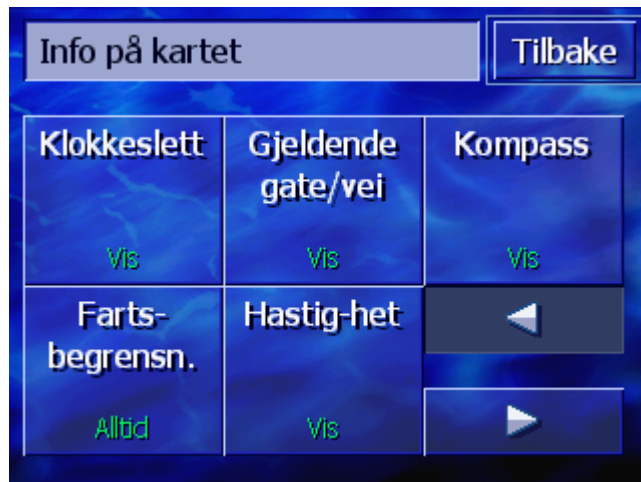 Info på kartet
Tilbake
Klokkeslett
Vis
Gjeldende
gate/vei
Vis
Kompass
Vis
Farts-
begrensn.
Alltid
Hastig-het
Vis